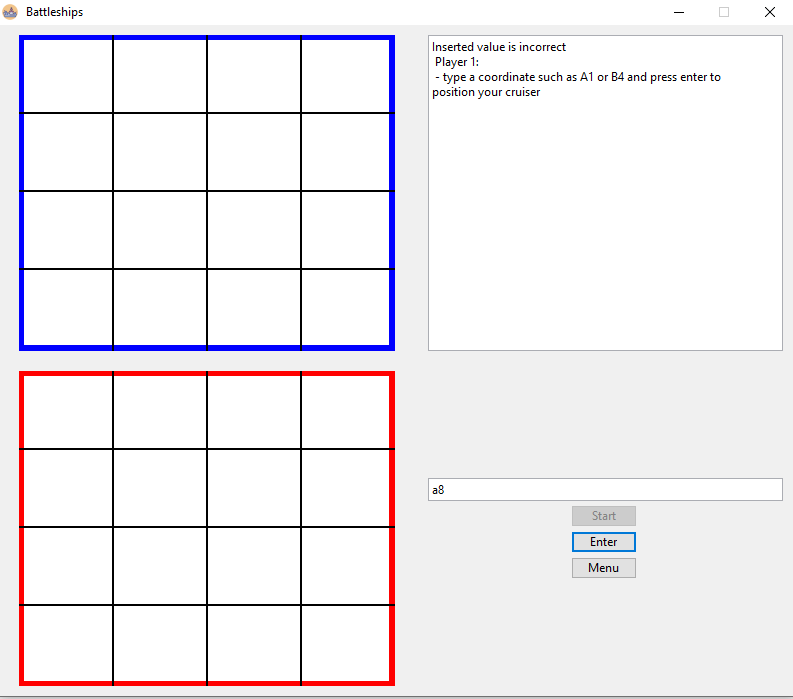 Battleships
Inserted value is incorrect
Player 1:
- type a coordinate such as A1 or B4 and press enter to
position your cruiser
a8
Start
Enter
Menu